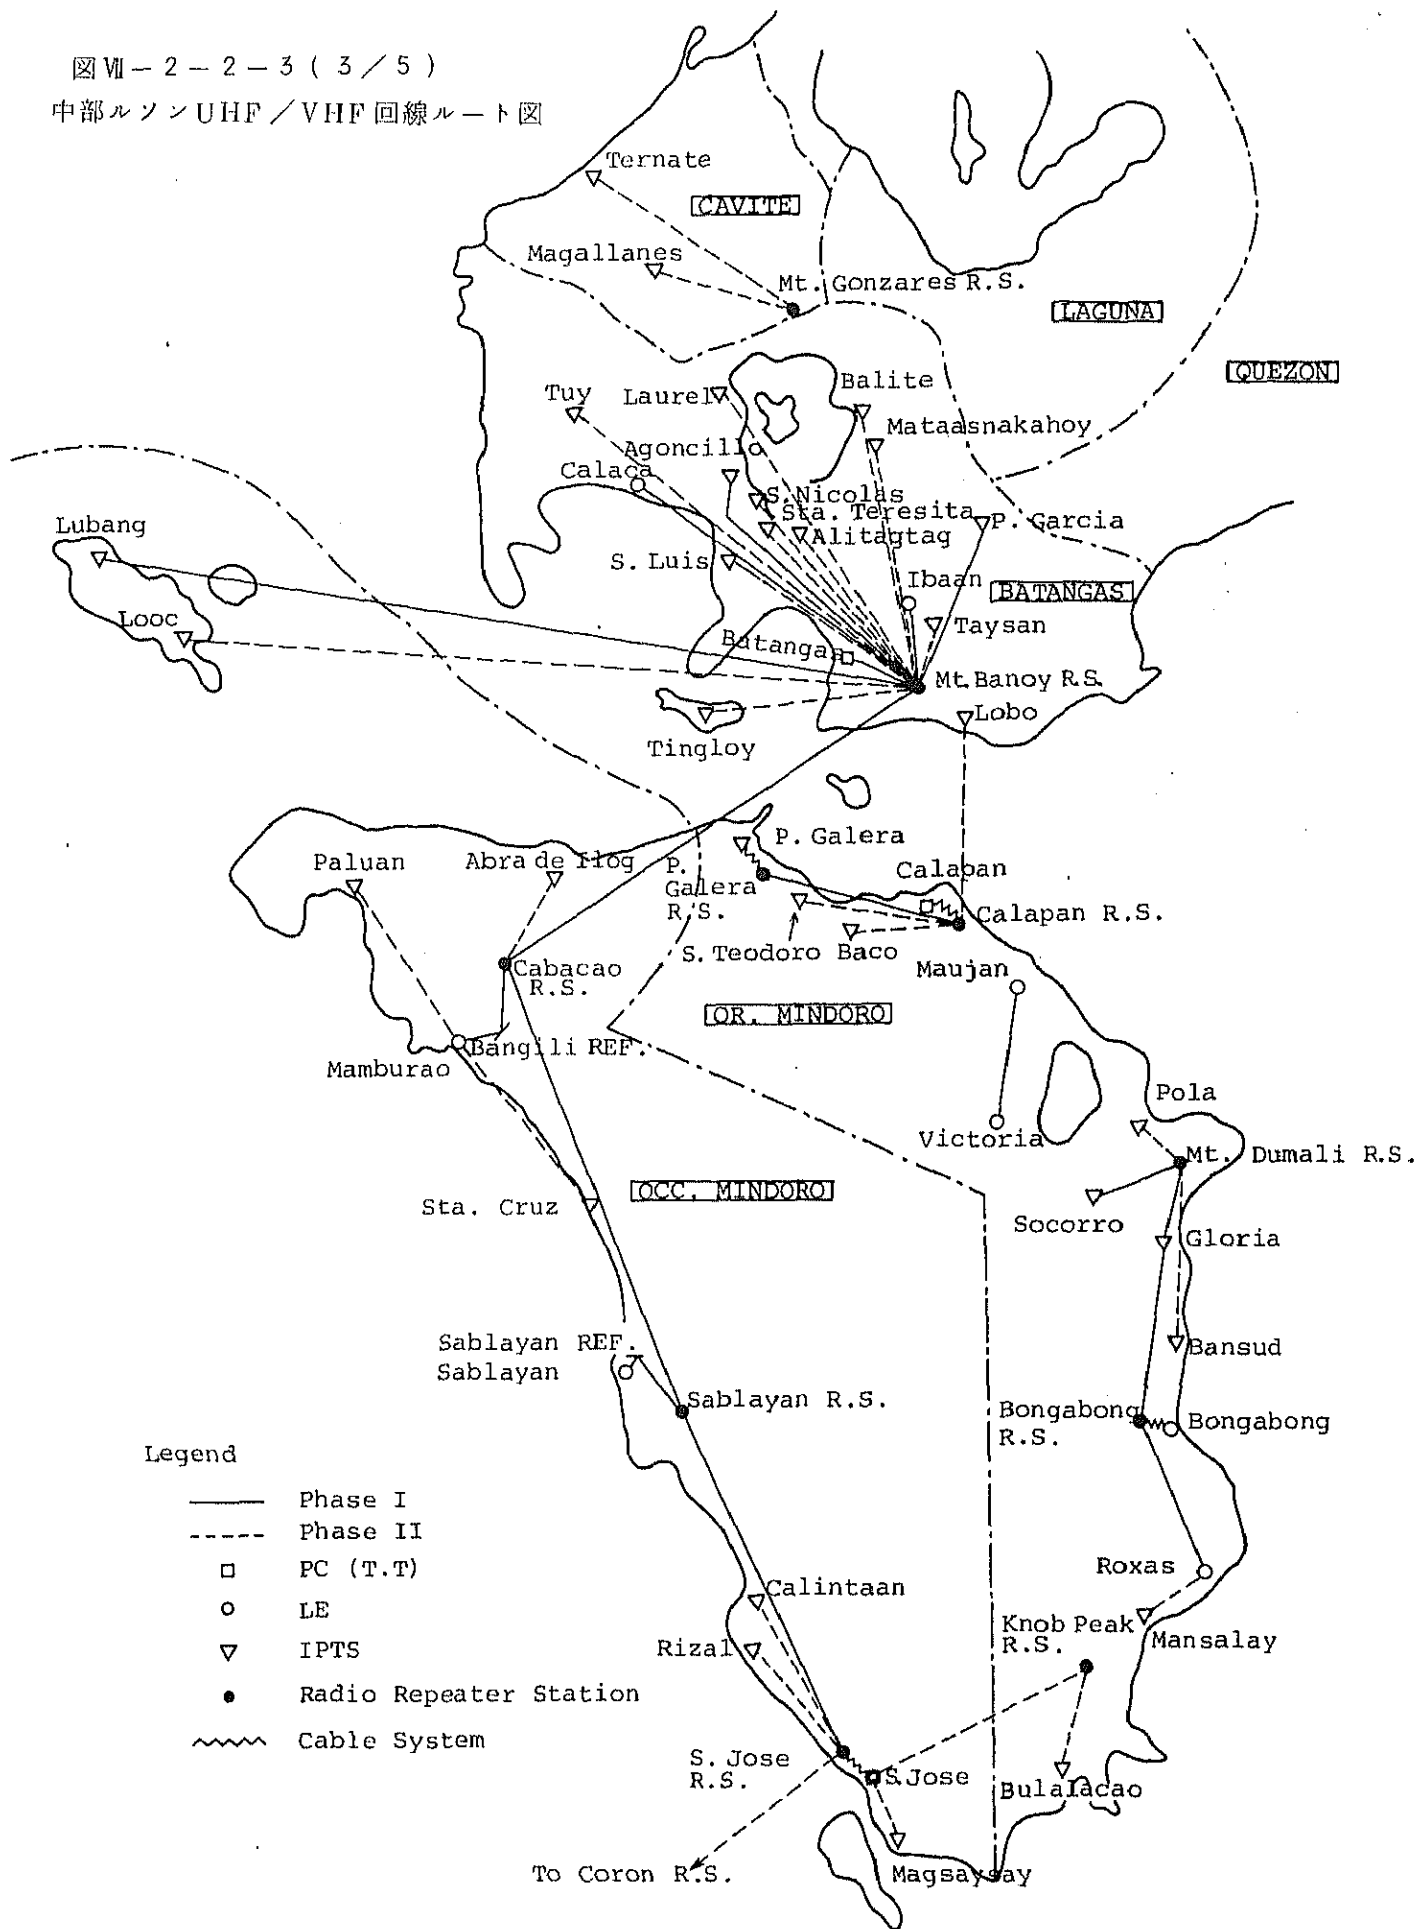 図Ⅶ-2-2-3(3/5)
中部ルソンUHF/VHF回線ルート図
Ternate
CAVITE
Magallanes
Mt. Gonzares R.S.
LAGUNA
QUEZON
Tuy
Laurel
Balite
Mataasnakahoy
Agoncillo
Calaca
S. Nicolas
Sta. Teresita
P. Garcia
Alitagtag
Lubang
S. Luis
Ibaan
BATANGAS
Looc
Taysan
Batangas
Mt. Banoy R.S.
Lobo
Tingloy
P. Galera
Paluan
Abra de Ilog
P.
Galera
R.S.
Calapan
Calapan R.S.
S. Teodoro
Baco
Cabacao
R.S.
Maujan
OR. MINDORO
Bangili REF.
Mamburao
Pola
Victoria
Mt. Dumali R.S.
OCC. MINDORO
Sta. Cruz
Socorro
Gloria
Sablayan REF.
Sablayan
Bansud
Sablayan R.S.
Bongabong
R.S.
Bongabong
Legend
Phase I
Phase II
PC (T.T)
LE
IPTS
Radio Repeater Station
Cable System
Roxas
Calintaan
Knob Peak
R.S.
Mansalay
Rizal
S. Jose
R.S.
S. Jose
Bulalacao
To Coron R.S.
Magsaysay